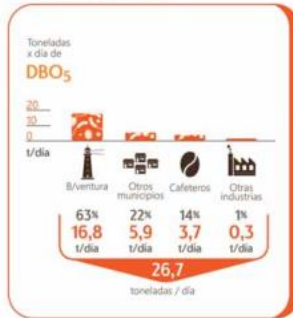 Toneladas
x día de
DBO5
20
10
0
t/día
B/ventura Otros municipios Cafeteros Otras industrias
63% 22% 14% 1%
16,8 5,9 3,7 0,3
t/día t/día t/día t/día
26,7
toneladas / día